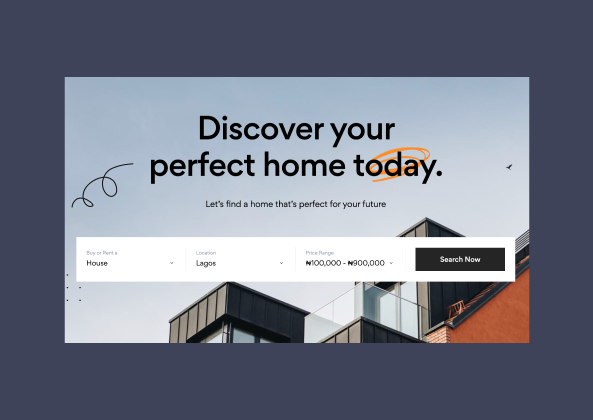 Discover your
perfect home today.
Let's find a home that's perfect for your future
Buy or Rent a
House
Location
Lagos
Price Range
₦100,000 - ₦900,000
Search Now